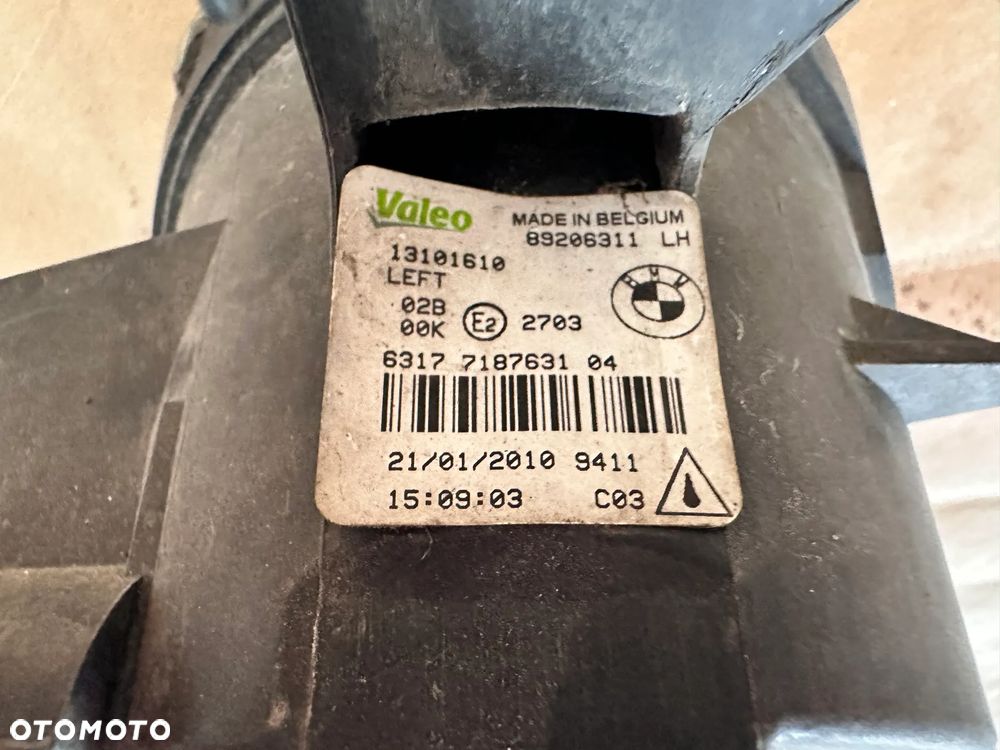 Valeo
MADE IN BELGIUM
89206311 LH
13101610
LEFT
BMW
02B
00K
E2 2703
6317 7187631 04
21/01/2010 9411
15:09:03 C03
OTOMOTO